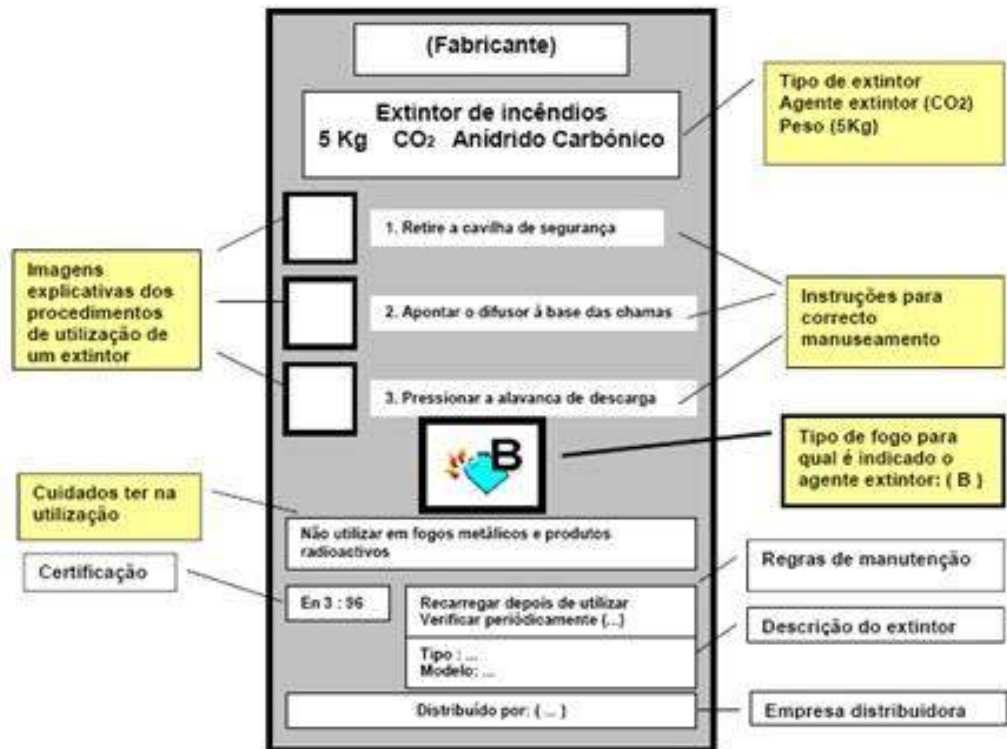 (Fabricante)
Extintor de incêndios
5 Kg CO2 Anídrido Carbónico
Tipo de extintor
Agente extintor (CO2)
Peso (5Kg)
1. Retire a cavilha de segurança
2. Apontar o difusor à base das chamas
3. Pressionar a alavanca de descarga
Imagens
explicativas dos
procedimentos
de utilização de
um extintor
Instruções para
correcto
manuseamento
B
Tipo de fogo para
qual é indicado o
agente extintor: ( B )
Cuidados ter na
utilização
Não utilizar em fogos metálicos e produtos
radioactivos
Certificação
En 3 : 96
Recarregar depois de utilizar
Verificar periódicamente (...)
Regras de manutenção
Tipo : ...
Modelo: ...
Descrição do extintor
Distribuído por: ( ... )
Empresa distribuidora